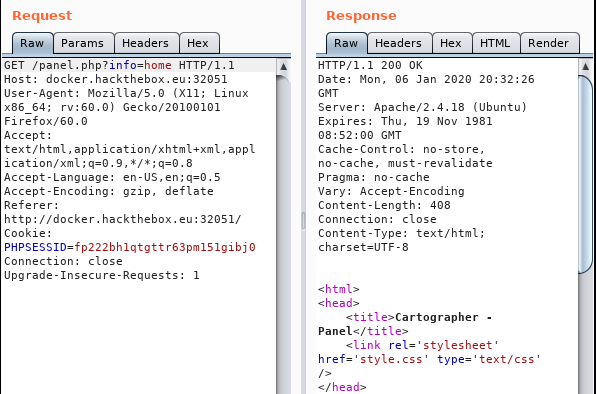 Request
Raw Params Headers Hex
GET /panel.php?info=home HTTP/1.1
Host: docker.hackthebox.eu:32051
User-Agent: Mozilla/5.0 (X11; Linux
x86_64; rv:60.0) Gecko/20100101
Firefox/60.0
Accept:
text/html,application/xhtml+xml,appl
ication/xml;q=0.9,*/*;q=0.8
Accept-Language: en-US,en;q=0.5
Accept-Encoding: gzip, deflate
Referer:
http://docker.hackthebox.eu:32051/
Cookie:
PHPSESSID=fp222bh1qtgttr63pm151gibj0
Connection: close
Upgrade-Insecure-Requests: 1
Response
Raw Headers Hex HTML Render
HTTP/1.1 200 OK
Date: Mon, 06 Jan 2020 20:32:26
GMT
Server: Apache/2.4.18 (Ubuntu)
Expires: Thu, 19 Nov 1981
08:52:00 GMT
Cache-Control: no-store,
no-cache, must-revalidate
Pragma: no-cache
Vary: Accept-Encoding
Content-Length: 408
Connection: close
Content-Type: text/html;
charset=UTF-8
<html>
<head>
<title>Cartographer -
Panel</title>
<link rel='stylesheet'
href='style.css' type='text/css'
/>
</head>